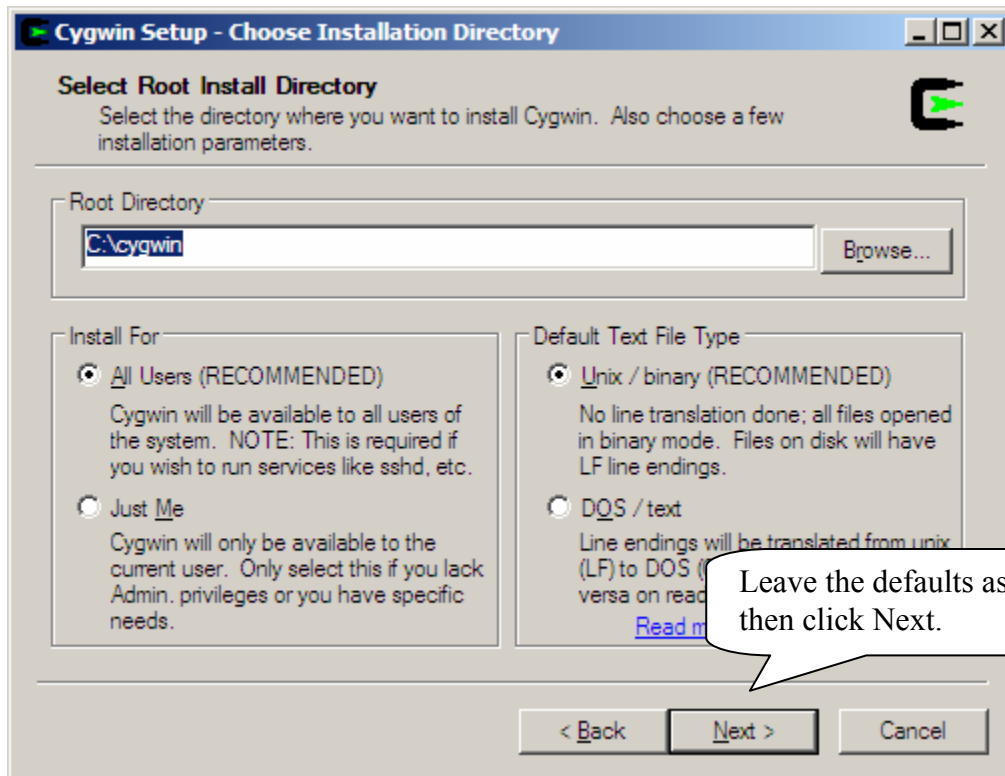 Cygwin Setup - Choose Installation Directory
Select Root Install Directory
Select the directory where you want to install Cygwin. Also choose a few
installation parameters.
Root Directory
C:\cygwin
Browse...
Install For
All Users (RECOMMENDED)
Cygwin will be available to all users of
the system. NOTE: This is required if
you wish to run services like sshd, etc.
Just Me
Cygwin will only be available to the
current user. Only select this if you lack
Admin. privileges or you have specific
needs.
Default Text File Type
Unix / binary (RECOMMENDED)
No line translation done; all files opened
in binary mode. Files on disk will have
LF line endings.
DOS / text
Line endings will be translated from unix
(LF) to DOS (
versa on read
Read m
Leave the defaults as
then click Next.
< Back
Next >
Cancel